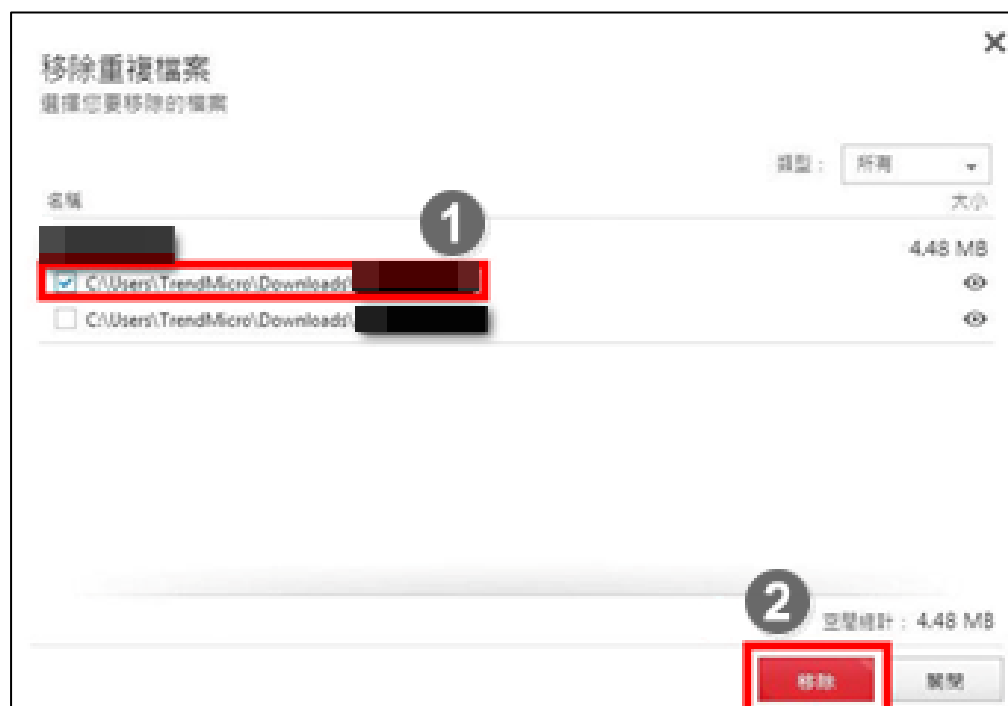 移除重複檔案
選擇您要移除的檔案
類型： 所有
名稱 大小
1
4.48 MB
C:\Users\TrendMicro\Downloads\
C:\Users\TrendMicro\Downloads\
2
空間總計： 4.48 MB
移除 關閉